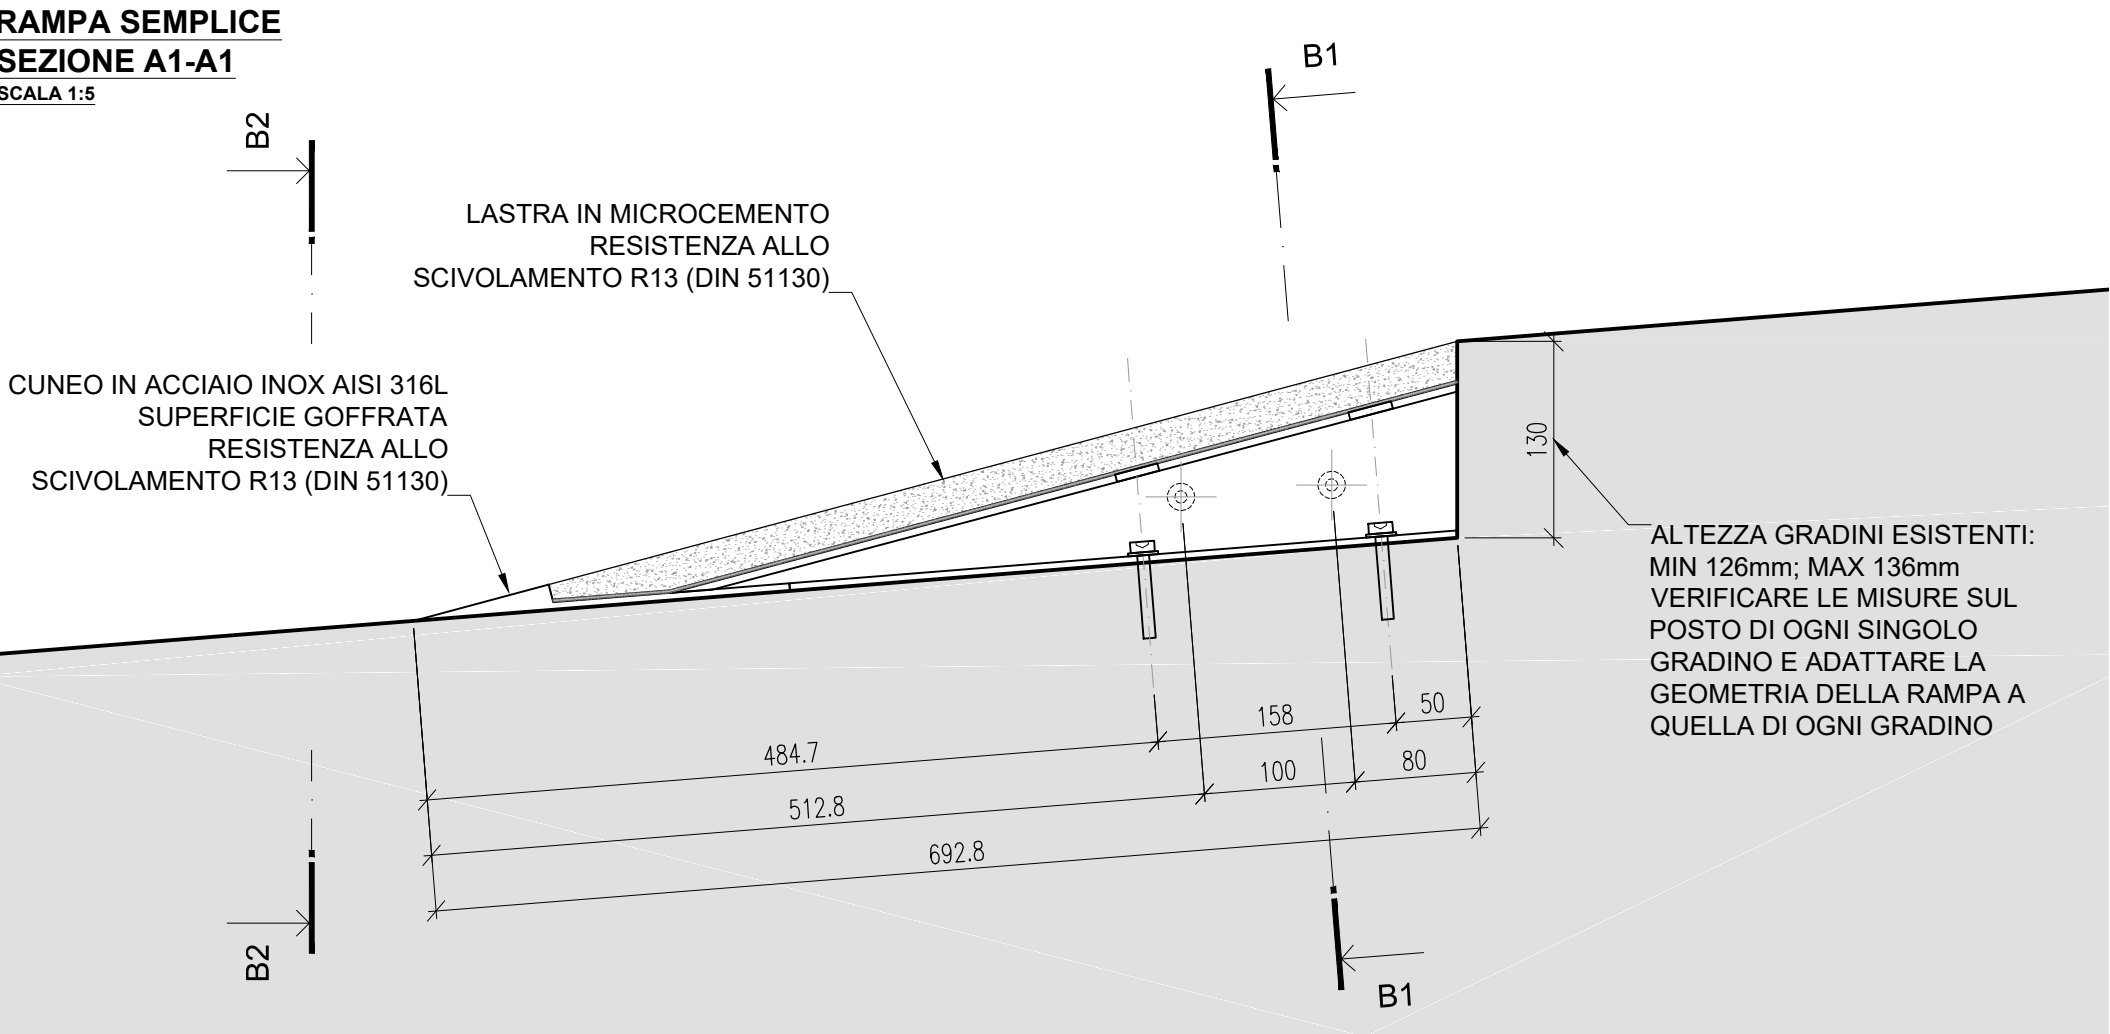 RAMPA SEMPLICE
SEZIONE A1-A1
SCALA 1:5
B1
B2
LASTRA IN MICROCEMENTO
RESISTENZA ALLO
SCIVOLAMENTO R13 (DIN 51130)
CUNEO IN ACCIAIO INOX AISI 316L
SUPERFICIE GOFFRATA
RESISTENZA ALLO
SCIVOLAMENTO R13 (DIN 51130)
130
ALTEZZA GRADINI ESISTENTI:
MIN 126mm; MAX 136mm
VERIFICARE LE MISURE SUL
POSTO DI OGNI SINGOLO
GRADINO E ADATTARE LA
GEOMETRIA DELLA RAMPA A
QUELLA DI OGNI GRADINO
484.7
158
50
512.8
100
80
692.8
B2
B1